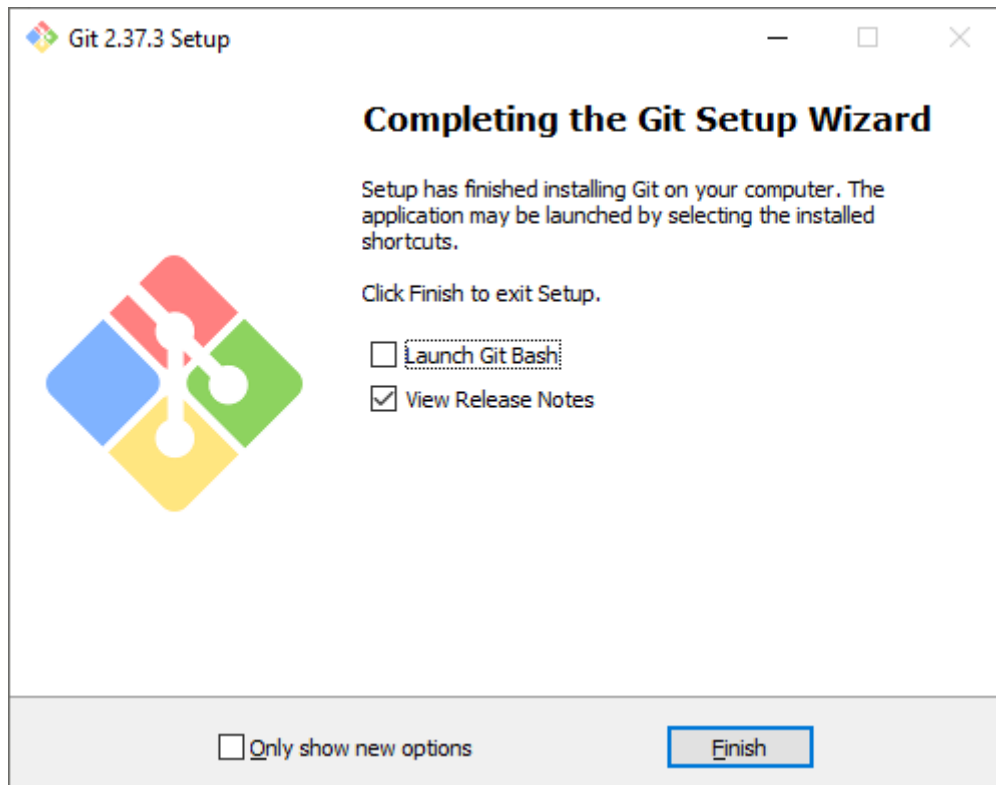 Git 2.37.3 Setup
Completing the Git Setup Wizard
Setup has finished installing Git on your computer. The
application may be launched by selecting the installed
shortcuts.
Click Finish to exit Setup.
Launch Git Bash
View Release Notes
Only show new options
Finish